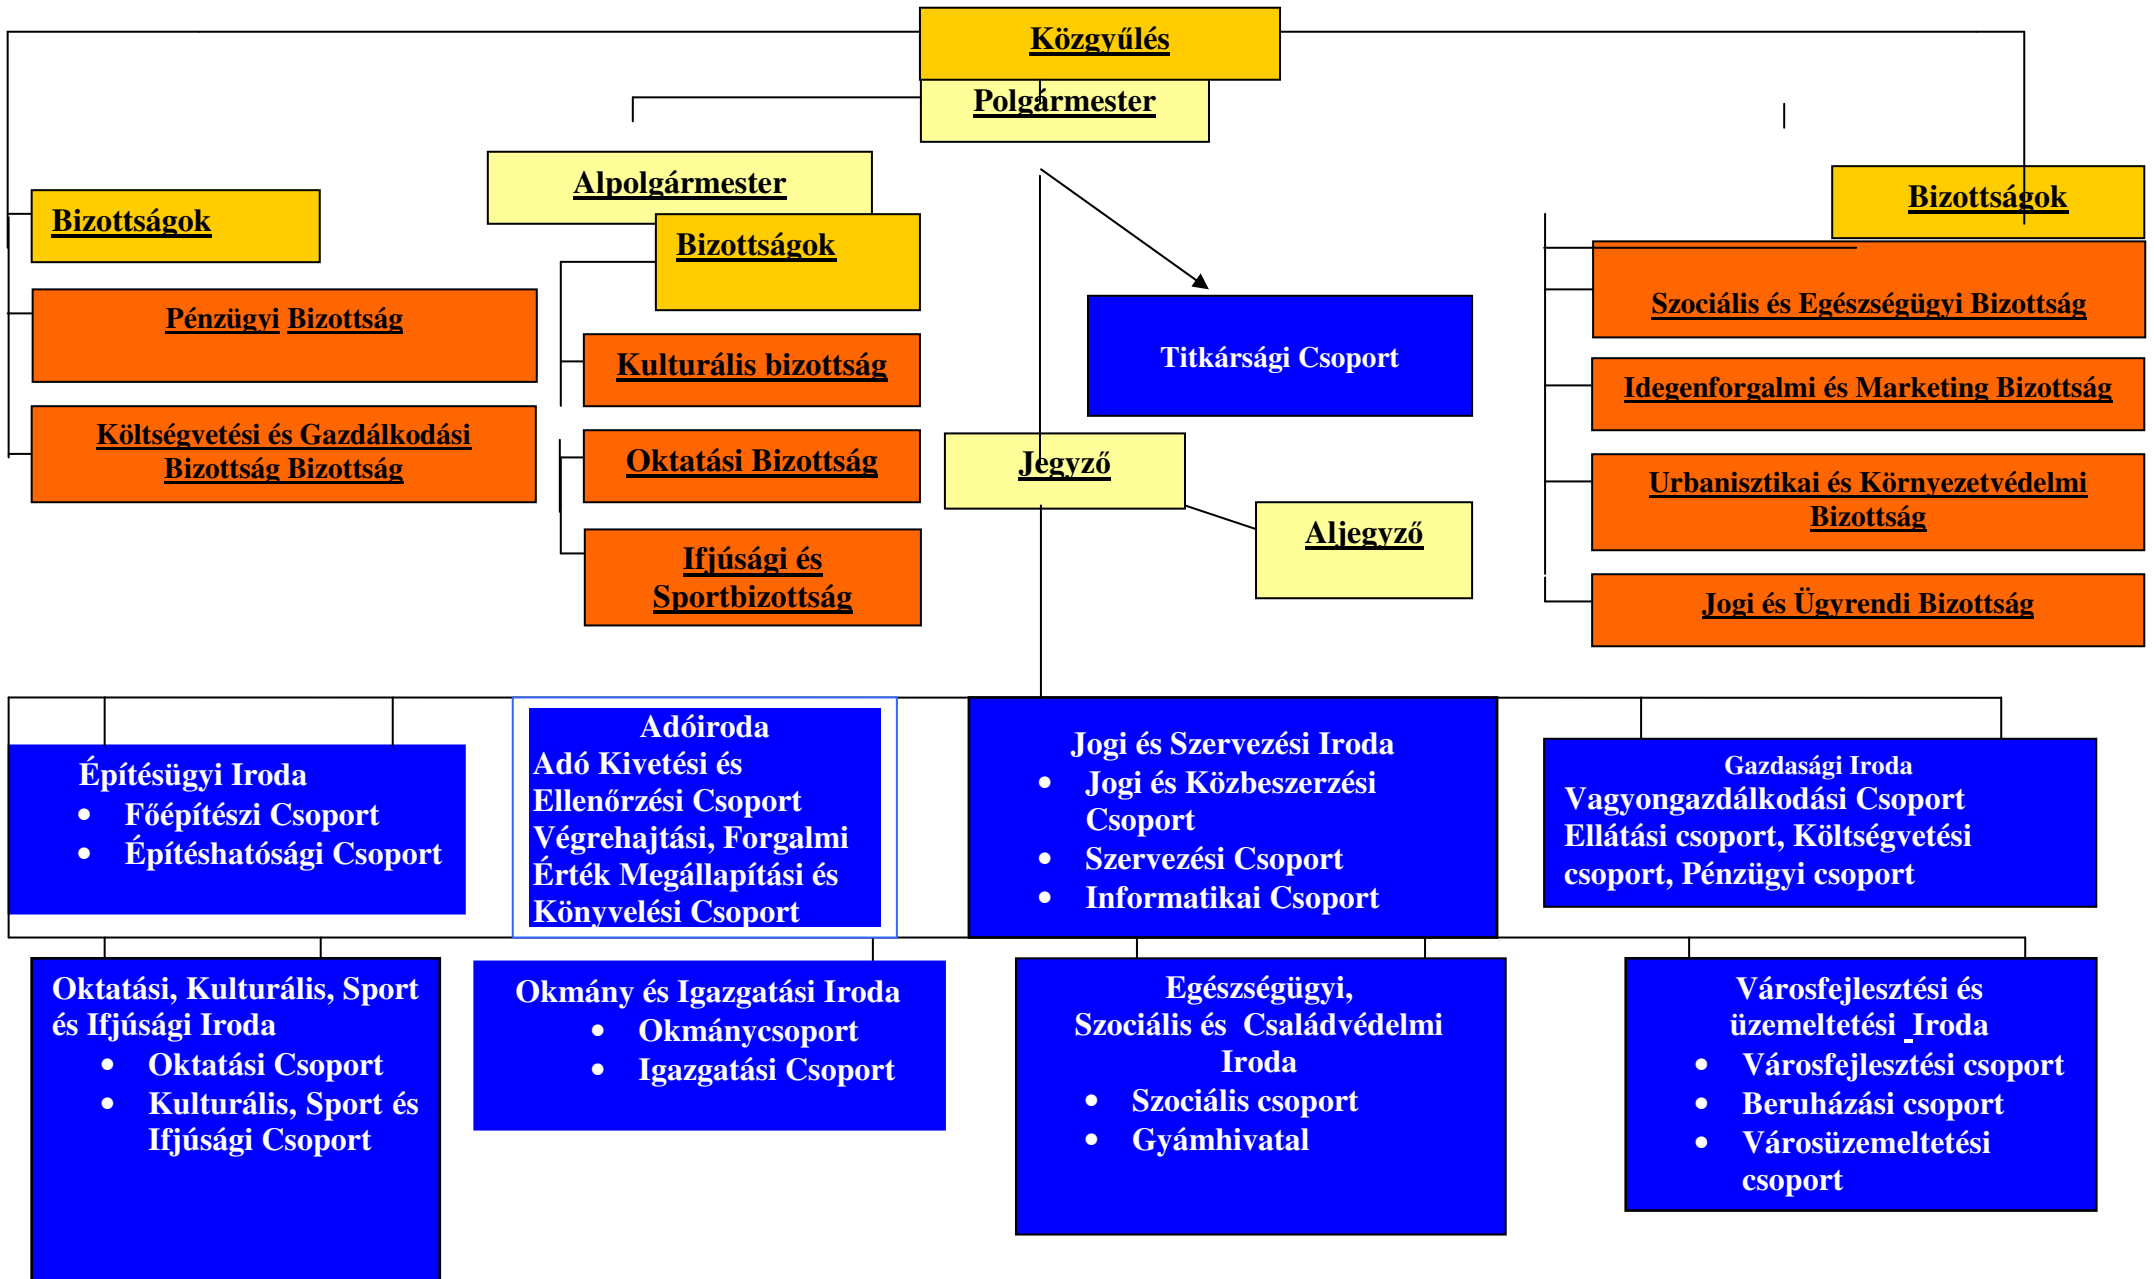 Közgyűlés
Polgármester
Alpolgármester
Bizottságok
Bizottságok
Bizottságok
Pénzügyi Bizottság
Költségvetési és Gazdálkodási
Bizottság Bizottság
Kulturális bizottság
Oktatási Bizottság
Ifjúsági és
Sportbizottság
Titkársági Csoport
Jegyző
Aljegyző
Szociális és Egészségügyi Bizottság
Idegenforgalmi és Marketing Bizottság
Urbanisztikai és Környezetvédelmi
Bizottság
Jogi és Ügyrendi Bizottság
Építésügyi Iroda
• Főépítészi Csoport
• Építéshatósági Csoport
Adóiroda
Adó Kivetési és
Ellenőrzési Csoport
Végrehajtási, Forgalmi
Érték Megállapítási és
Könyvelési Csoport
Jogi és Szervezési Iroda
• Jogi és Közbeszerzési
Csoport
• Szervezési Csoport
• Informatikai Csoport
Gazdasági Iroda
Vagyongazdálkodási Csoport
Ellátási csoport, Költségvetési
csoport, Pénzügyi csoport
Oktatási, Kulturális, Sport
és Ifjúsági Iroda
• Oktatási Csoport
• Kulturális, Sport és
Ifjúsági Csoport
Okmány és Igazgatási Iroda
• Okmánycsoport
• Igazgatási Csoport
Egészségügyi,
Szociális és Családvédelmi
Iroda
• Szociális csoport
• Gyámhivatal
Városfejlesztési és
üzemeltetési Iroda
• Városfejlesztési csoport
• Beruházási csoport
• Városüzemeltetési
csoport